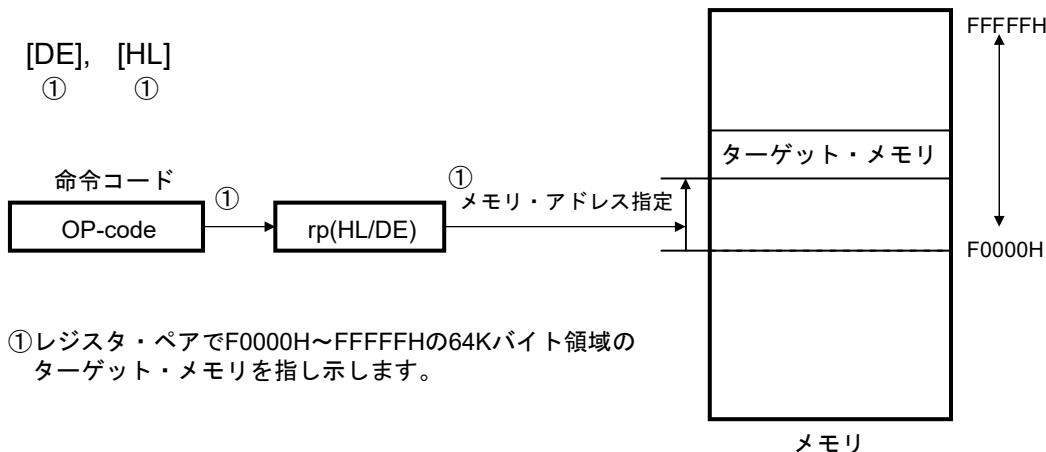 FFFFFH
[DE], [HL]
① ①
ターゲット・メモリ
命令コード
①
①
メモリ・アドレス指定
OP-code
rp(HL/DE)
F0000H
①レジスタ・ペアでF0000H～FFFFFHの64Kバイト領域の
ターゲット・メモリを指し示します。
メモリ